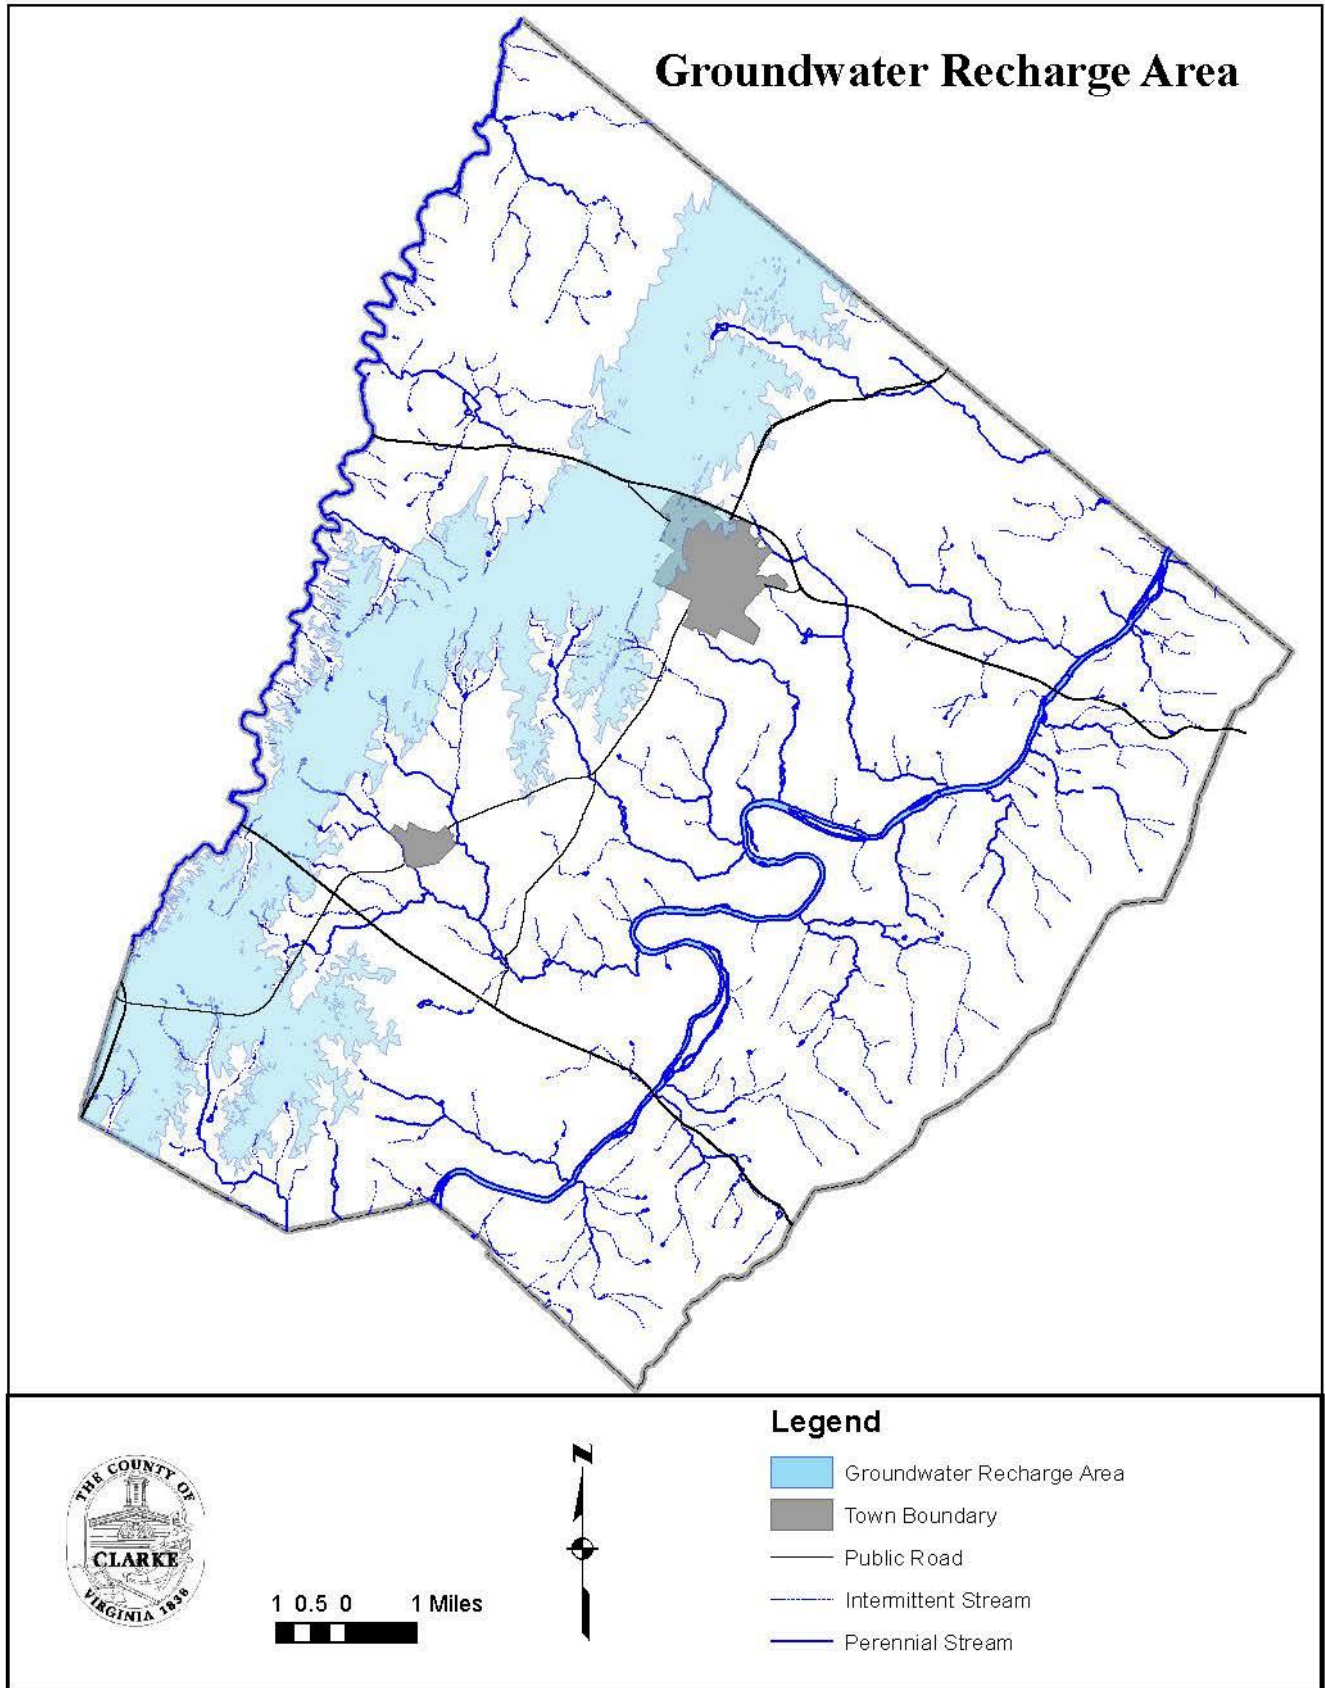 Groundwater Recharge Area
THE COUNTY OF
CLARKE
VIRGINIA 1836
N
1 0.5 0 1 Miles
Legend
Groundwater Recharge Area
Town Boundary
Public Road
Intermittent Stream
Perennial Stream